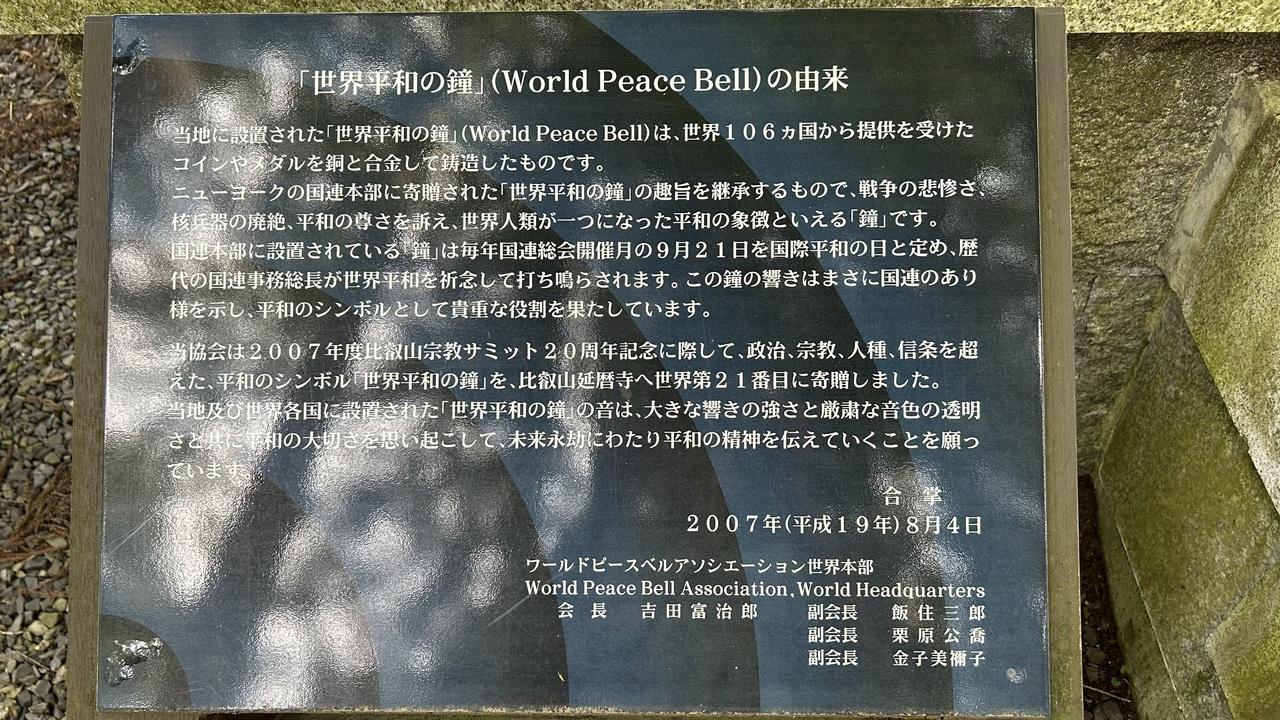 「世界平和の鐘」(World Peace Bell)の由来
当地に設置された「世界平和の鐘」(World Peace Bell)は、世界１０６ヵ国から提供を受けた
コインやメダルを銅と合金して鋳造したものです。
ニューヨークの国連本部に寄贈された「世界平和の鐘」の趣旨を継承するもので、戦争の悲惨さ、
核兵器の廃絶、平和の尊さを訴え、世界人類が一つになった平和の象徴といえる「鐘」です。
国連本部に設置されている「鐘」は毎年国連総会開催月の９月２１日を国際平和の日と定め、歴
代の国連事務総長が世界平和を祈念して打ち鳴らされます。この鐘の響きはまさに国連のあり
様を示し、平和のシンボルとして貴重な役割を果たしています。
当協会は２００７年度比叡山宗教サミット２０周年記念に際して、政治、宗教、人種、信条を超
えた、平和のシンボル「世界平和の鐘」を、比叡山延暦寺へ世界第２１番目に寄贈しました。
当地及び世界各国に設置された「世界平和の鐘」の音は、大きな響きの強さと厳粛な音色の透明
さと共に平和の大切さを思い起こして、未来永劫にわたり平和の精神を伝えていくことを願っ
ています。
合　掌
２００７年(平成１９年)８月４日
ワールドピースベルアソシエーション世界本部
World Peace Bell Association, World Headquarters
会　長　吉田富治郎　副会長　飯住三郎
副会長　栗原公喬
副会長　金子美禰子